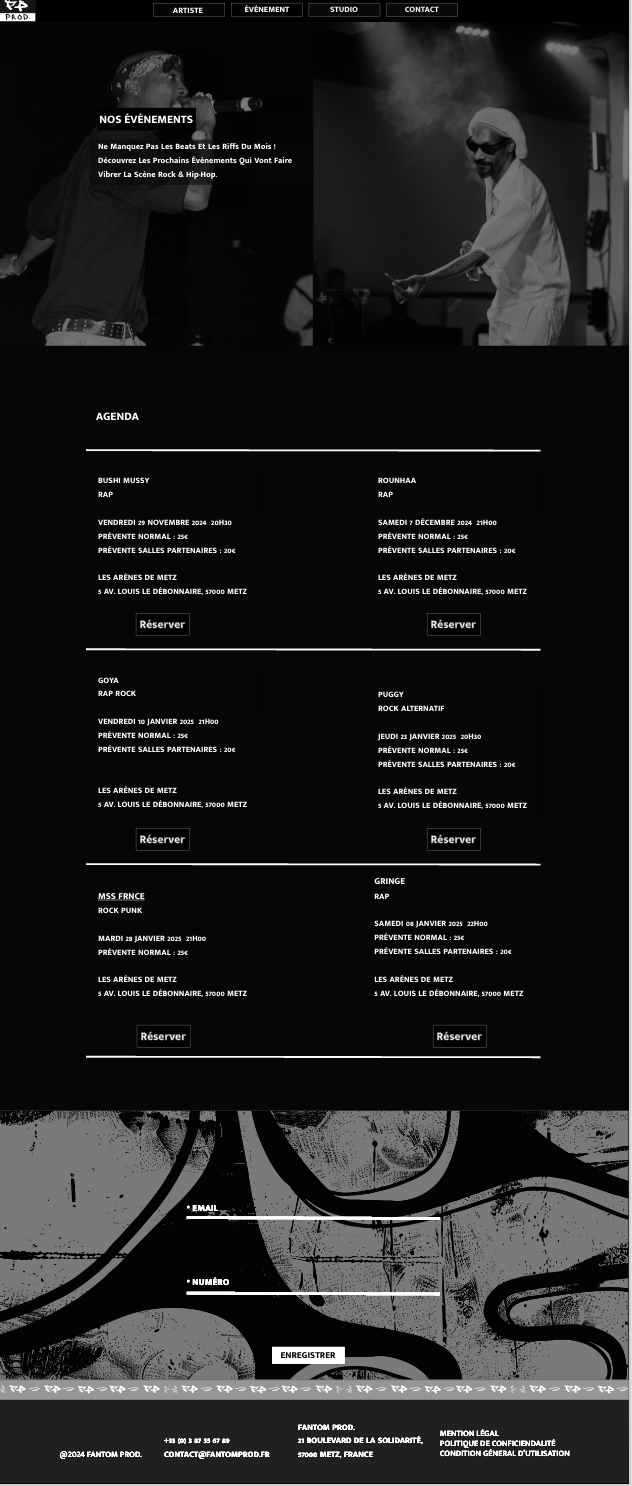 PROD.
ARTISTE
ÉVÉNEMENT
STUDIO
CONTACT
NOS ÉVÉNEMENTS
Ne Manquez Pas Les Beats Et Les Riffs Du Mois !
Découvrez Les Prochains Événements Qui Vont Faire
Vibrer La Scène Rock & Hip-Hop.
AGENDA
BUSHI MUSSY
RAP
VENDREDI 29 NOVEMBRE 2024 20H30
PRÉVENTE NORMAL : 25€
PRÉVENTE SALLES PARTENAIRES : 20€
LES ARÈNES DE METZ
5 AV. LOUIS LE DÉBONNAIRE, 57000 METZ
Réserver
ROUNHAA
RAP
SAMEDI 7 DÉCEMBRE 2024 21H00
PRÉVENTE NORMAL : 25€
PRÉVENTE SALLES PARTENAIRES : 20€
LES ARÈNES DE METZ
5 AV. LOUIS LE DÉBONNAIRE, 57000 METZ
Réserver
GOYA
RAP ROCK
VENDREDI 10 JANVIER 2025 21H00
PRÉVENTE NORMAL : 25€
PRÉVENTE SALLES PARTENAIRES : 20€
LES ARÈNES DE METZ
5 AV. LOUIS LE DÉBONNAIRE, 57000 METZ
Réserver
PUGGY
ROCK ALTERNATIF
JEUDI 23 JANVIER 2025 20H30
PRÉVENTE NORMAL : 25€
PRÉVENTE SALLES PARTENAIRES : 20€
LES ARÈNES DE METZ
5 AV. LOUIS LE DÉBONNAIRE, 57000 METZ
Réserver
MSS FRNCE
ROCK PUNK
MARDI 28 JANVIER 2025 21H00
PRÉVENTE NORMAL : 25€
LES ARÈNES DE METZ
5 AV. LOUIS LE DÉBONNAIRE, 57000 METZ
Réserver
GRINGE
RAP
SAMEDI 08 JANVIER 2025 22H00
PRÉVENTE NORMAL : 25€
PRÉVENTE SALLES PARTENAIRES : 20€
LES ARÈNES DE METZ
5 AV. LOUIS LE DÉBONNAIRE, 57000 METZ
Réserver
* EMAIL
* NUMÉRO
ENREGISTRER
@2024 FANTOM PROD.
+33 (0) 3 87 55 67 89
CONTACT@FANTOMPROD.FR
FANTOM PROD.
21 BOULEVARD DE LA SOLIDARITÉ,
57000 METZ, FRANCE
MENTION LÉGAL
POLITIQUE DE CONFICIENDALITÉ
CONDITION GÉNERAL D'UTILISATION